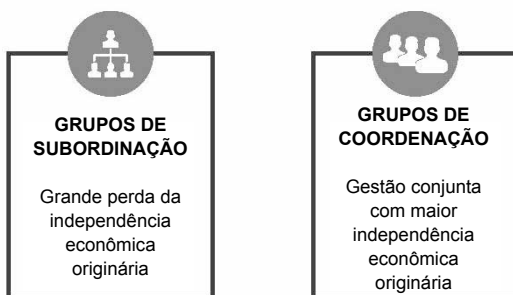 GRUPOS DE
SUBORDINAÇÃO
Grande perda da
independência
econômica
originária
GRUPOS DE
COORDENAÇÃO
Gestão conjunta
com maior
independência
econômica
originária